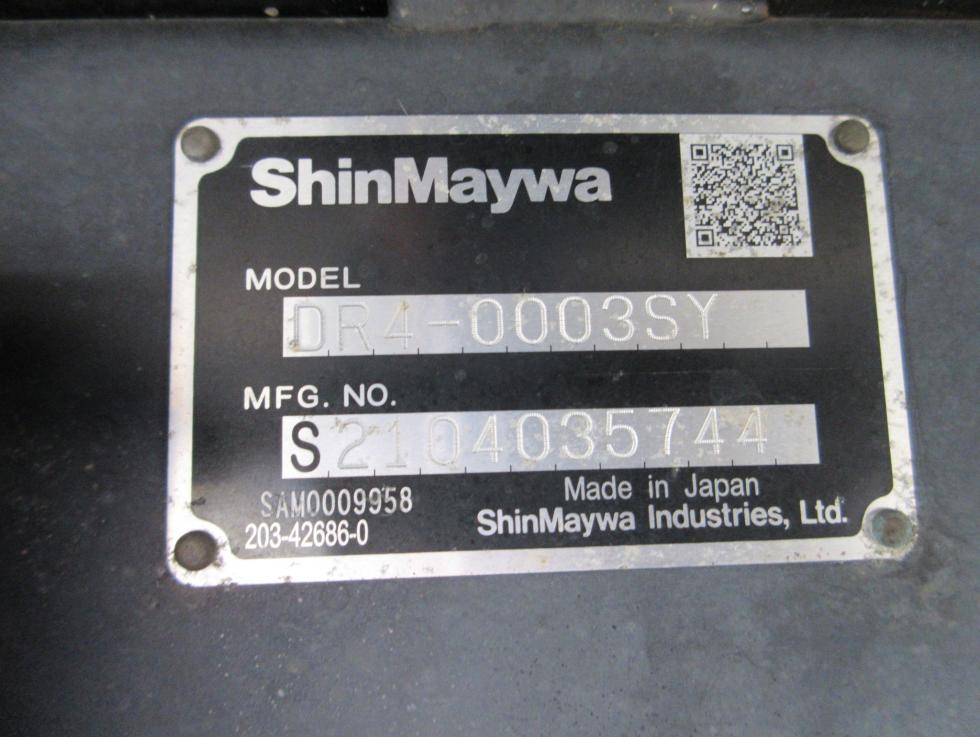 ShinMaywa
MODEL
DR4-0003SY
MFG. NO.
S2104035744
SAM0009958
203-42686-0
Made in Japan
ShinMaywa Industries, Ltd.